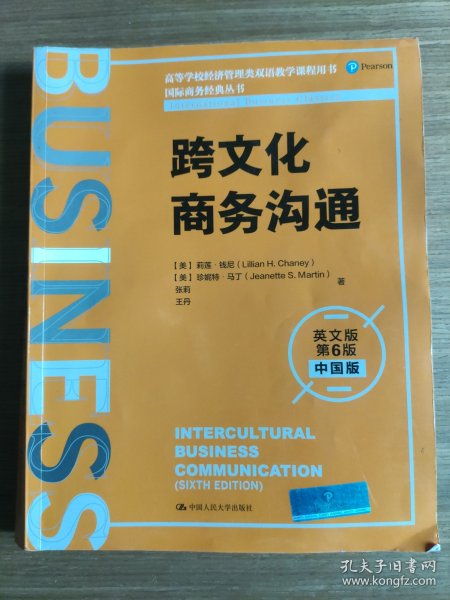 BUSINESS
高等学校经济管理类双语教学课程用书
国际商务经典丛书
International Business Classics
Pearson
跨文化
商务沟通
【美】莉莲·钱尼（Lillian H. Chaney）
【美】珍妮特·马丁（Jeanette S. Martin）
张莉
王丹
著
英文版
第6版
中国版
INTERCULTURAL
BUSINESS
COMMUNICATION
(SIXTH EDITION)
中国人民大学出版社
孔夫子旧书网
www.kongfz.com